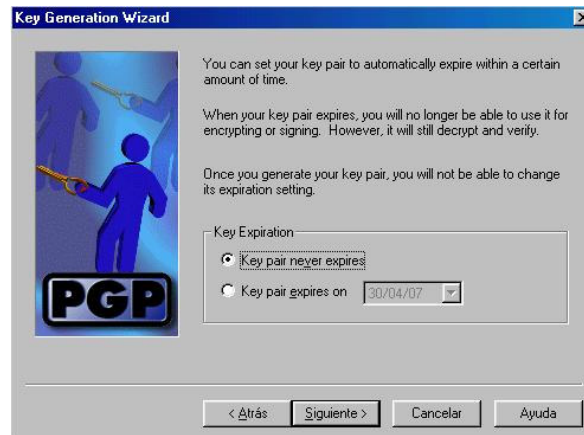 Key Generation Wizard
You can set your key pair to automatically expire within a certain
amount of time.
When your key pair expires, you will no longer be able to use it for
encrypting or signing. However, it will still decrypt and verify.
Once you generate your key pair, you will not be able to change
its expiration setting.
Key Expiration
Key pair never expires
Key pair expires on 30/04/07
PGP
< Atrás Siguiente > Cancelar Ayuda